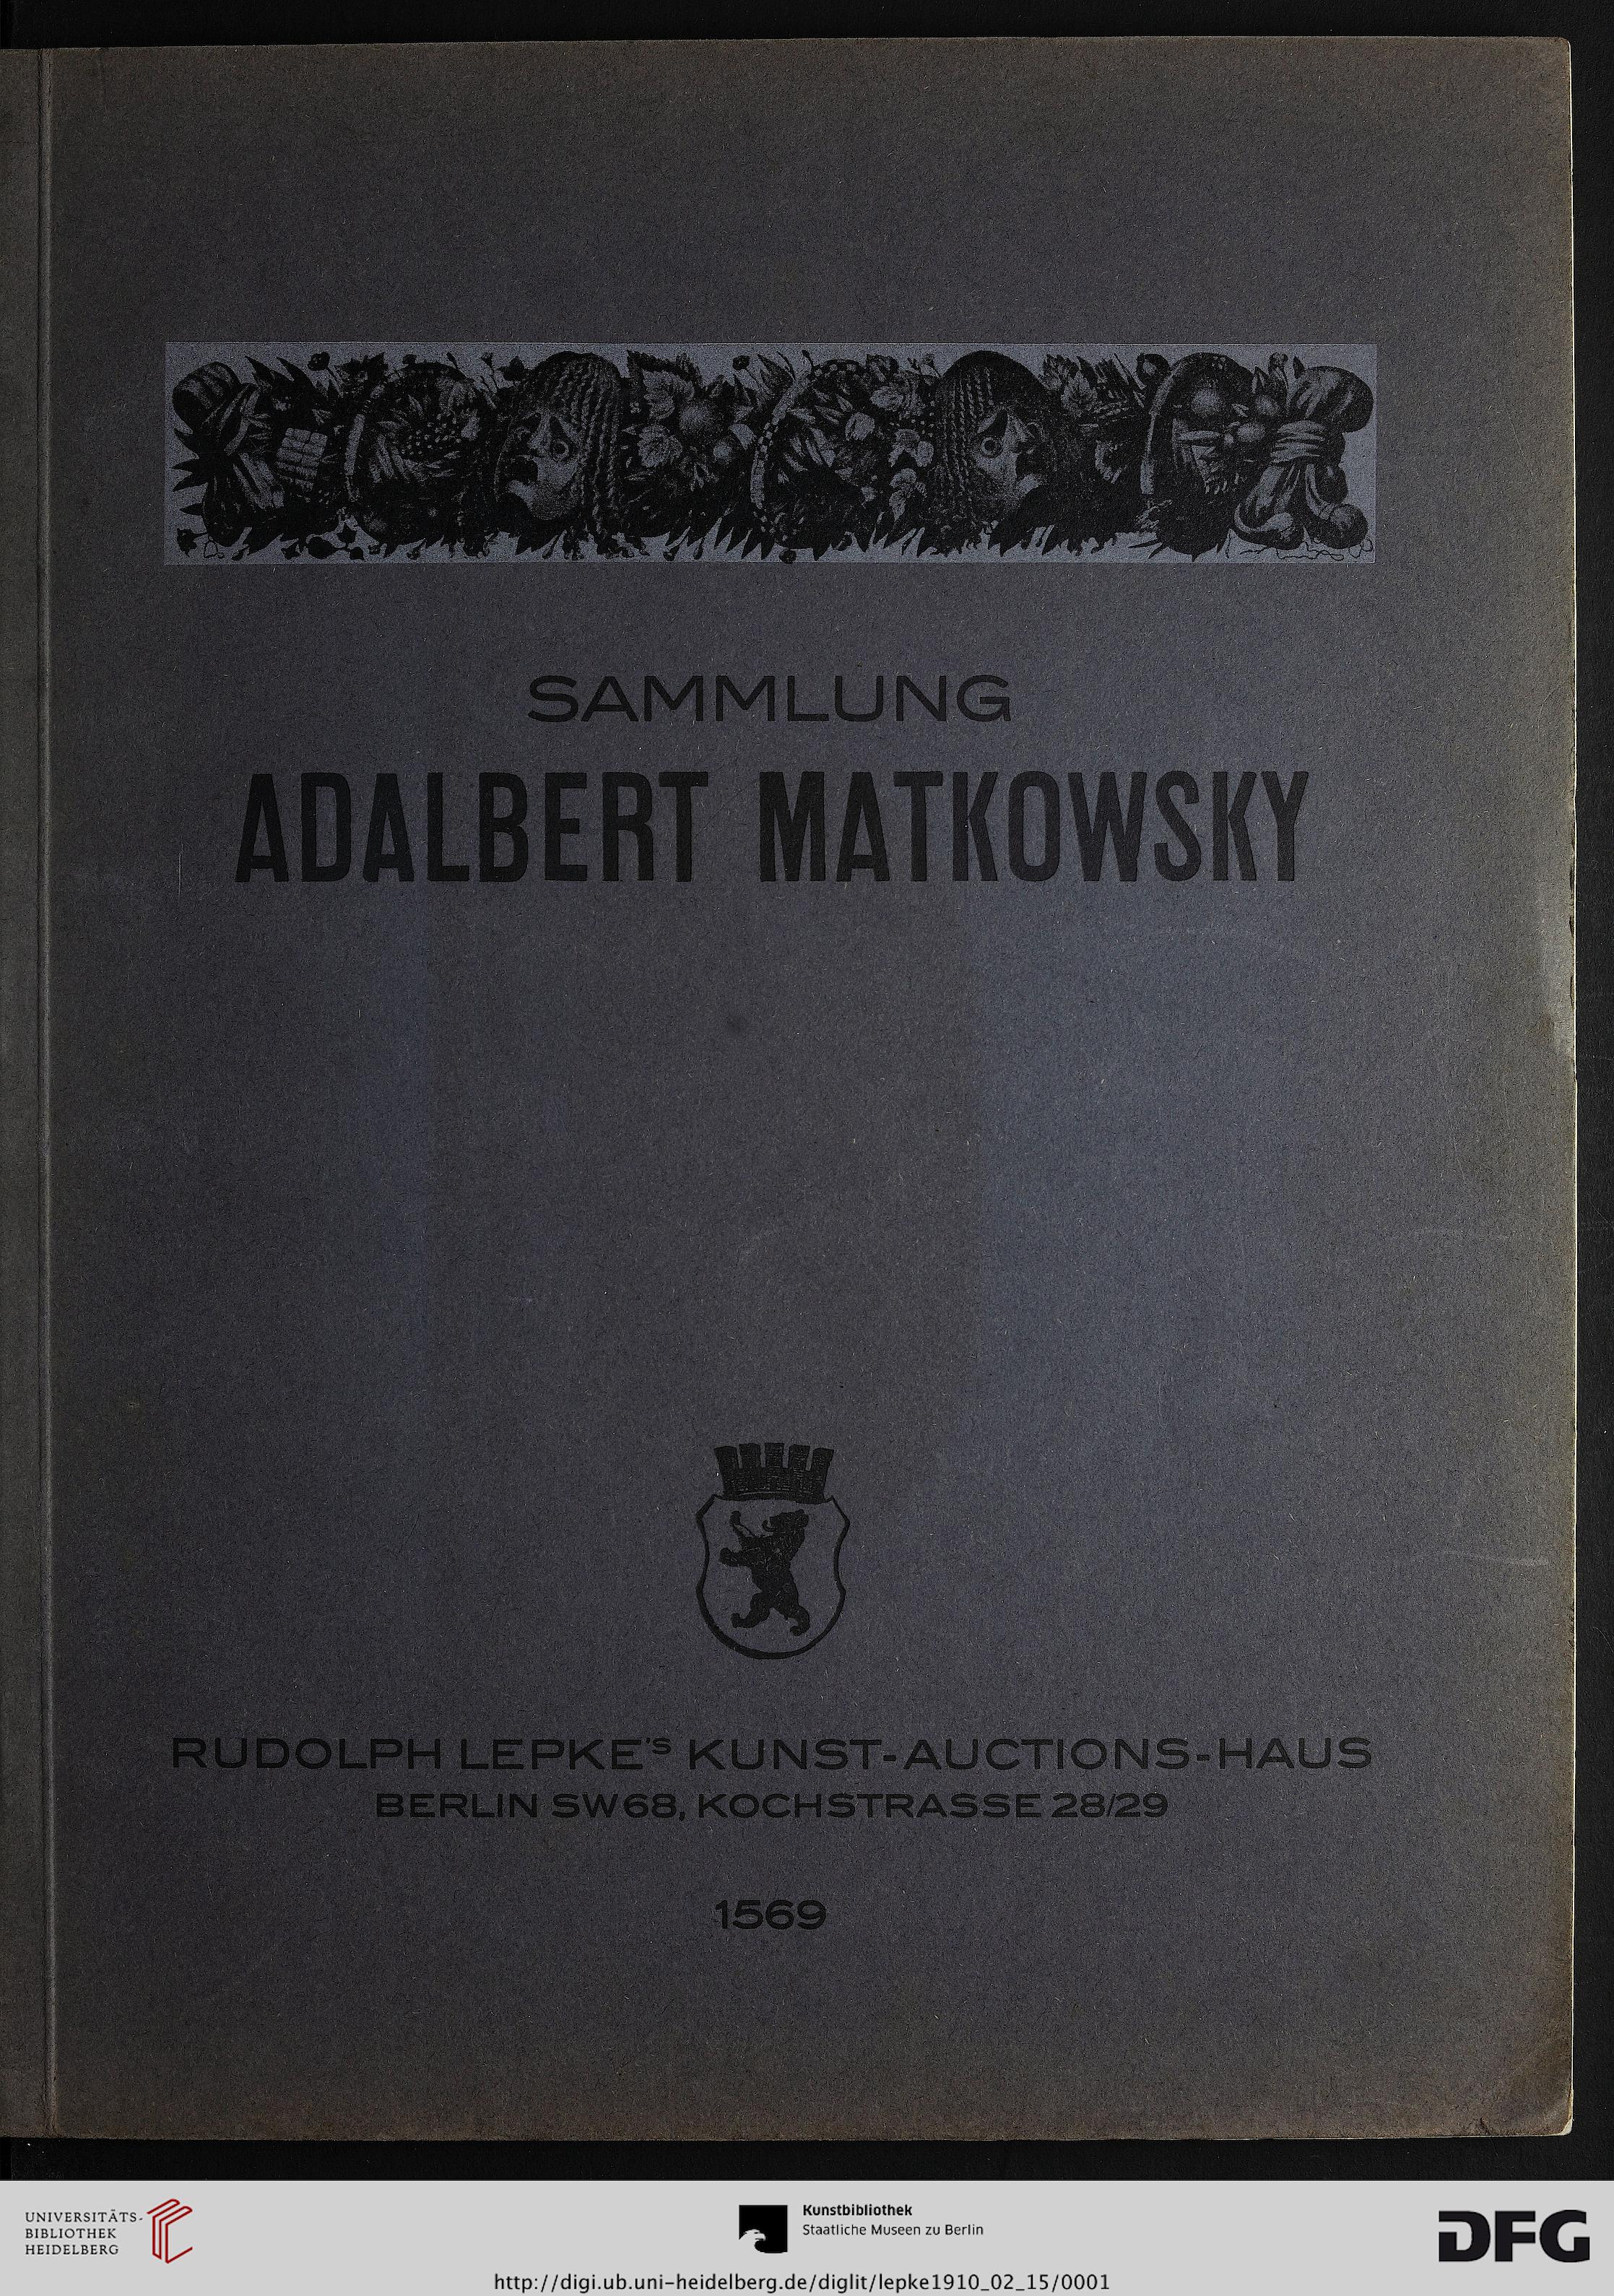 SAMMLUNG
ADALBERT MATKOWSKY
RUDOLPH LEPKE'S KUNST-AUCTIONS-HAUS
BERLIN SW68, KOCHSTRASSE 28/29
1569
UNIVERSITÄTS-
BIBLIOTHEK
HEIDELBERG
Kunstbibliothek
Staatliche Museen zu Berlin
DFG
http://digi.ub.uni-heidelberg.de/diglit/lepke1910_02_15/0001